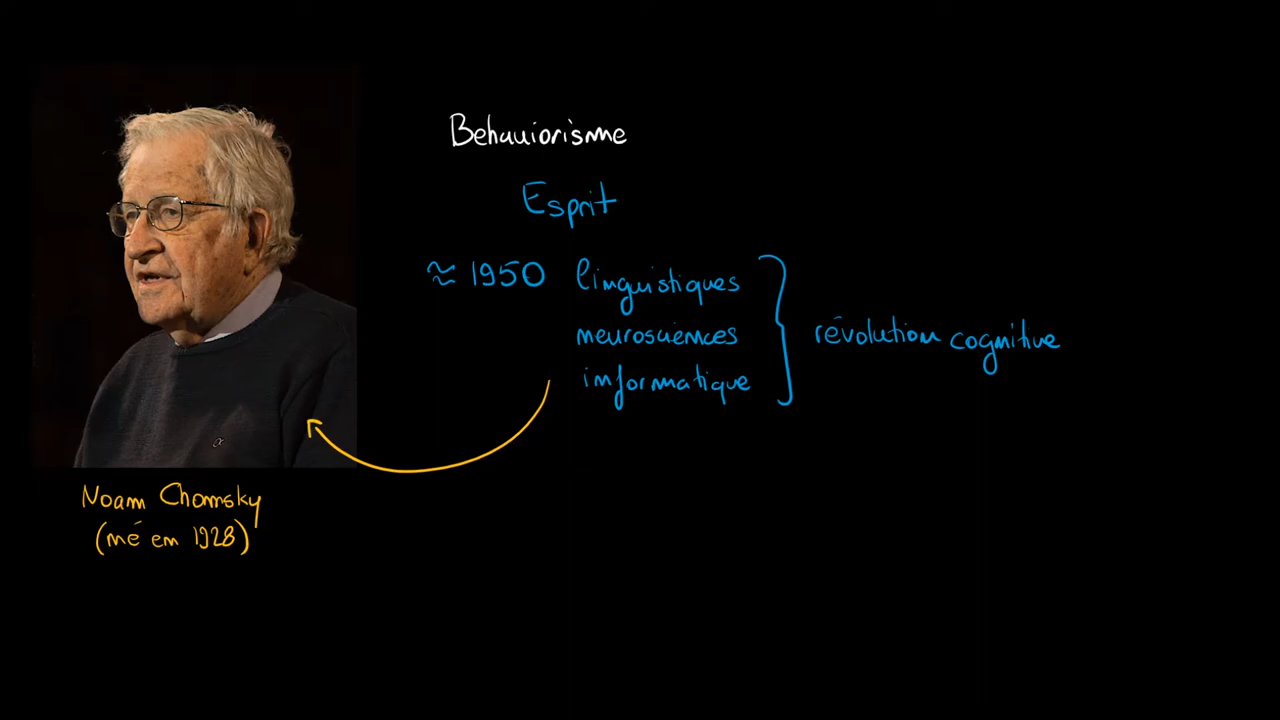 Behaviorisme
Esprit
≈ 1950 linguistiques
neurosciences
informatique
révolution cognitive
Noam Chomsky
(né en 1928)